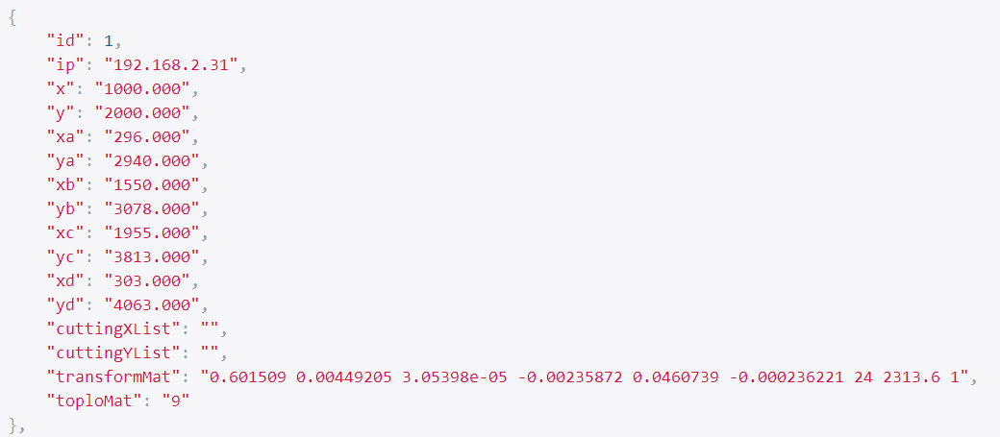 {
    "id": 1,
    "ip": "192.168.2.31",
    "x": "1000.000",
    "y": "2000.000",
    "xa": "296.000",
    "ya": "2940.000",
    "xb": "1550.000",
    "yb": "3078.000",
    "xc": "1955.000",
    "yc": "3813.000",
    "xd": "303.000",
    "yd": "4063.000",
    "cuttingXList": "",
    "cuttingYList": "",
    "transformMat": "0.601509 0.00449205 3.05398e-05 -0.00235872 0.0460739 -0.000236221 24 2313.6 1",
    "toploMat": "9"
},